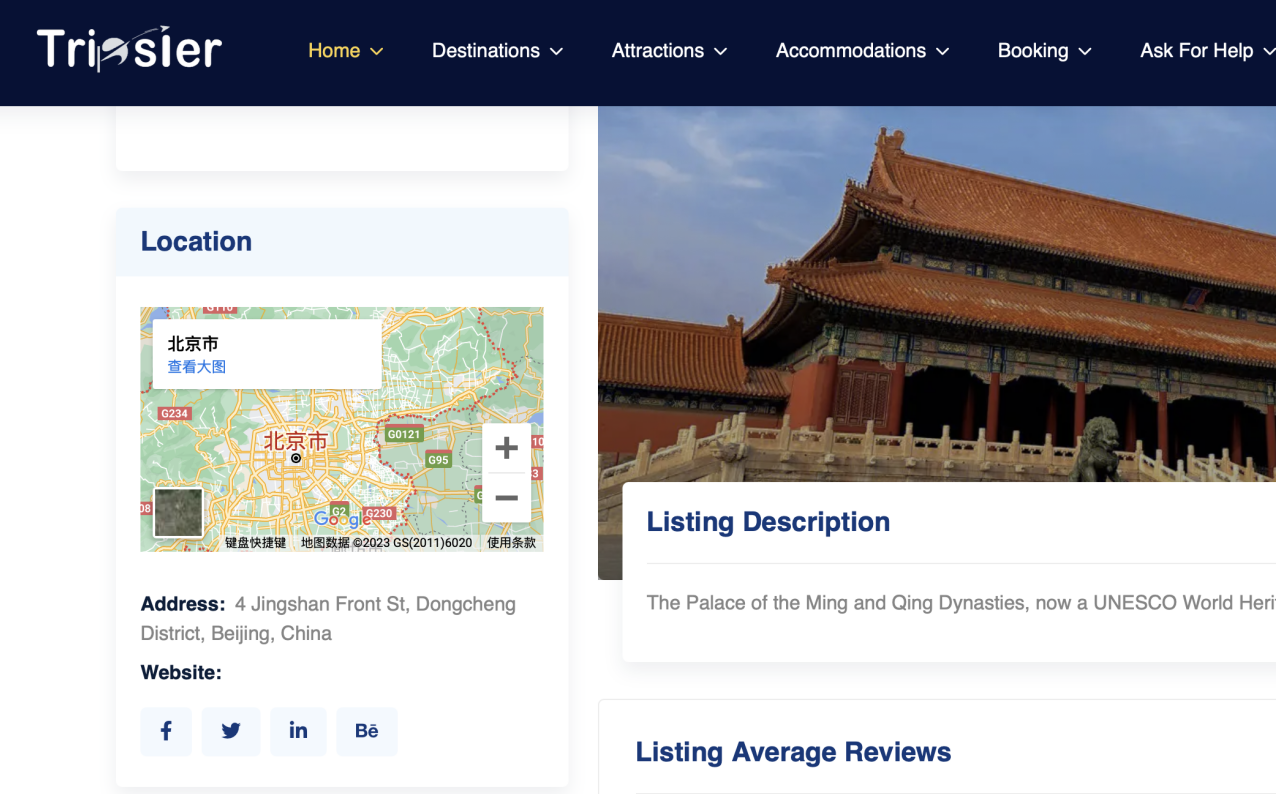 Tripsier
Home
Destinations
Attractions
Accommodations
Booking
Ask For Help
Location
G110
北京市
查看大图
G234
北京市
G0121
G95
G2
G230
Google
键盘快捷键
地图数据 ©2023 GS(2011)6020
使用条款
Address: 4 Jingshan Front St, Dongcheng
District, Beijing, China
Website:
f
in
Bē
Listing Description
The Palace of the Ming and Qing Dynasties, now a UNESCO World Herit
Listing Average Reviews